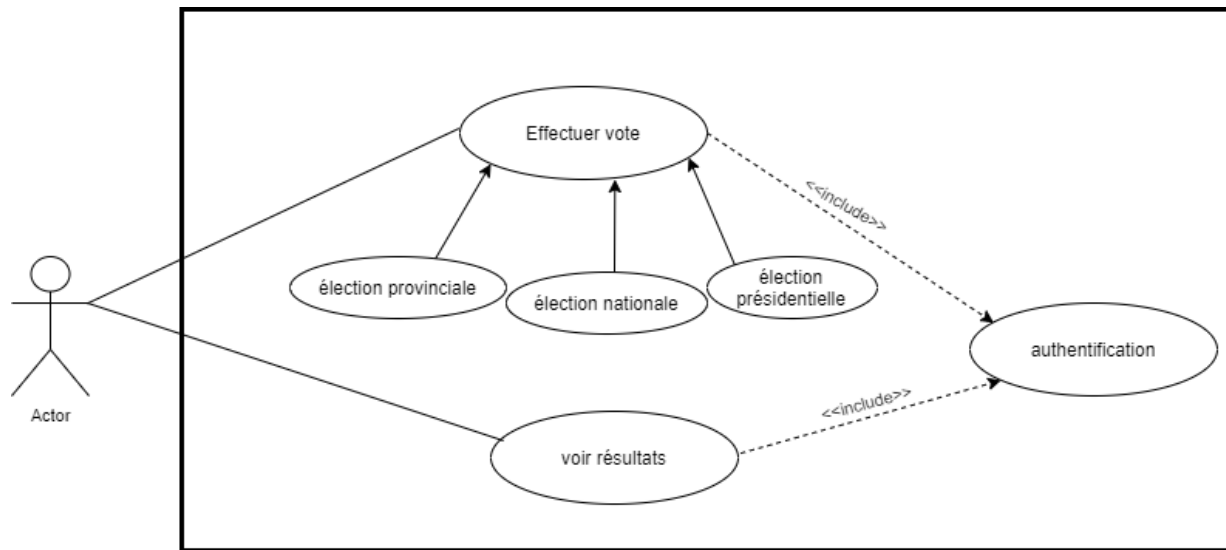 Effectuer vote
<<include>>
élection provinciale
élection nationale
élection
présidentielle
authentification
Actor
<<include>>
voir résultats